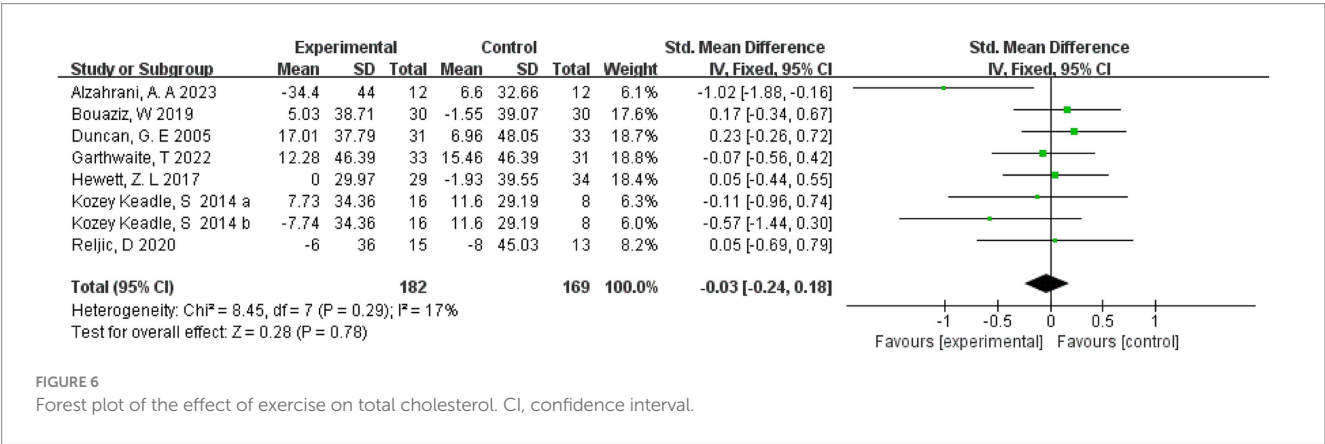 Experimental Control Std. Mean Difference Std. Mean Difference
Study or Subgroup Mean SD Total Mean SD Total Weight IV, Fixed, 95% CI IV, Fixed, 95% CI
Alzahrani, A. A 2023 -34.4 44 12 6.6 32.66 12 6.1% -1.02 [-1.88, -0.16]
Bouaziz, W 2019 5.03 38.71 30 -1.55 39.07 30 17.6% 0.17 [-0.34, 0.67]
Duncan, G. E 2005 17.01 37.79 31 6.96 48.05 33 18.7% 0.23 [-0.26, 0.72]
Garthwaite, T 2022 12.28 46.39 33 15.46 46.39 31 18.8% -0.07 [-0.56, 0.42]
Hewett, Z. L 2017 0 29.97 29 -1.93 39.55 34 18.4% 0.05 [-0.44, 0.55]
Kozey Keadle, S 2014 a 7.73 34.36 16 11.6 29.19 8 6.3% -0.11 [-0.96, 0.74]
Kozey Keadle, S 2014 b -7.74 34.36 16 11.6 29.19 8 6.0% -0.57 [-1.44, 0.30]
Reljic, D 2020 -6 36 15 -8 45.03 13 8.2% 0.05 [-0.69, 0.79]
Total (95% CI) 182 169 100.0% -0.03 [-0.24, 0.18]
Heterogeneity: Chi² = 8.45, df = 7 (P = 0.29); I² = 17%
Test for overall effect: Z = 0.28 (P = 0.78)
-1 -0.5 0 0.5 1
Favours [experimental] Favours [control]
FIGURE 6
Forest plot of the effect of exercise on total cholesterol. CI, confidence interval.